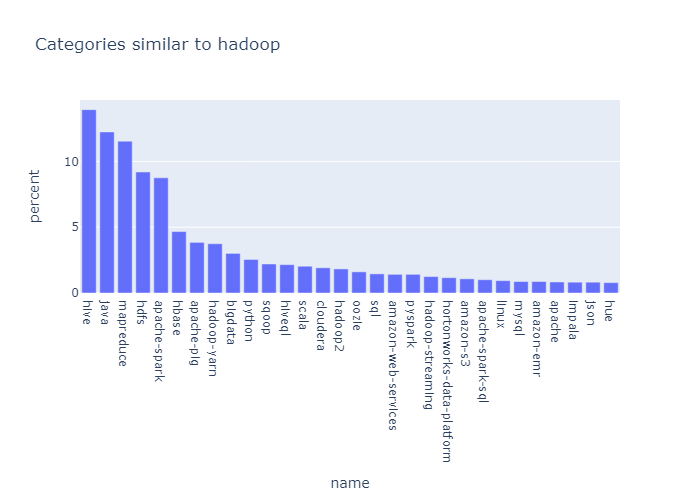 Categories similar to hadoop
percent
10
5
0
hive
java
mapreduce
hdfs
apache-spark
hbase
apache-pig
hadoop-yarn
bigdata
python
sqoop
hiveql
scala
cloudera
hadoop2
oozie
sql
amazon-web-services
pyspark
hadoop-streaming
hortonworks-data-platform
amazon-s3
apache-spark-sql
linux
mysql
amazon-emr
apache
impala
json
hue
name